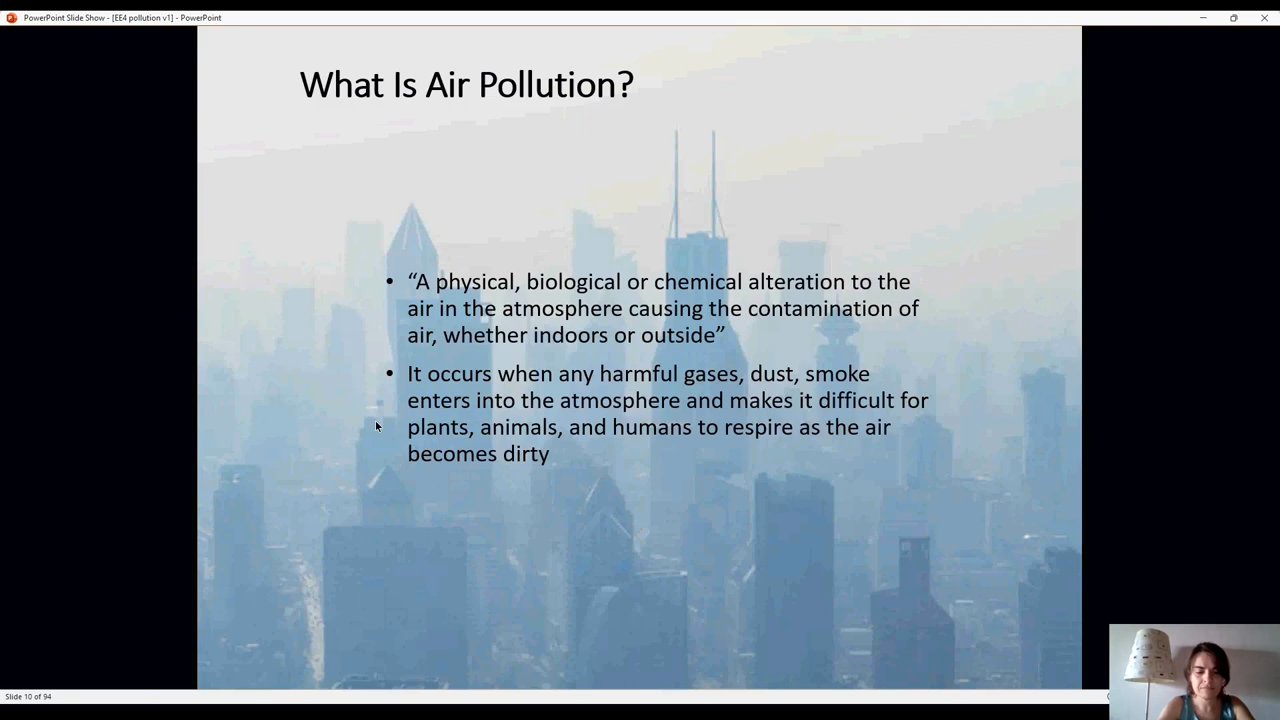 PowerPoint Slide Show - [EE4 pollution v1] - PowerPoint
What Is Air Pollution?
• “A physical, biological or chemical alteration to the
air in the atmosphere causing the contamination of
air, whether indoors or outside”
• It occurs when any harmful gases, dust, smoke
enters into the atmosphere and makes it difficult for
plants, animals, and humans to respire as the air
becomes dirty
Slide 10 of 94